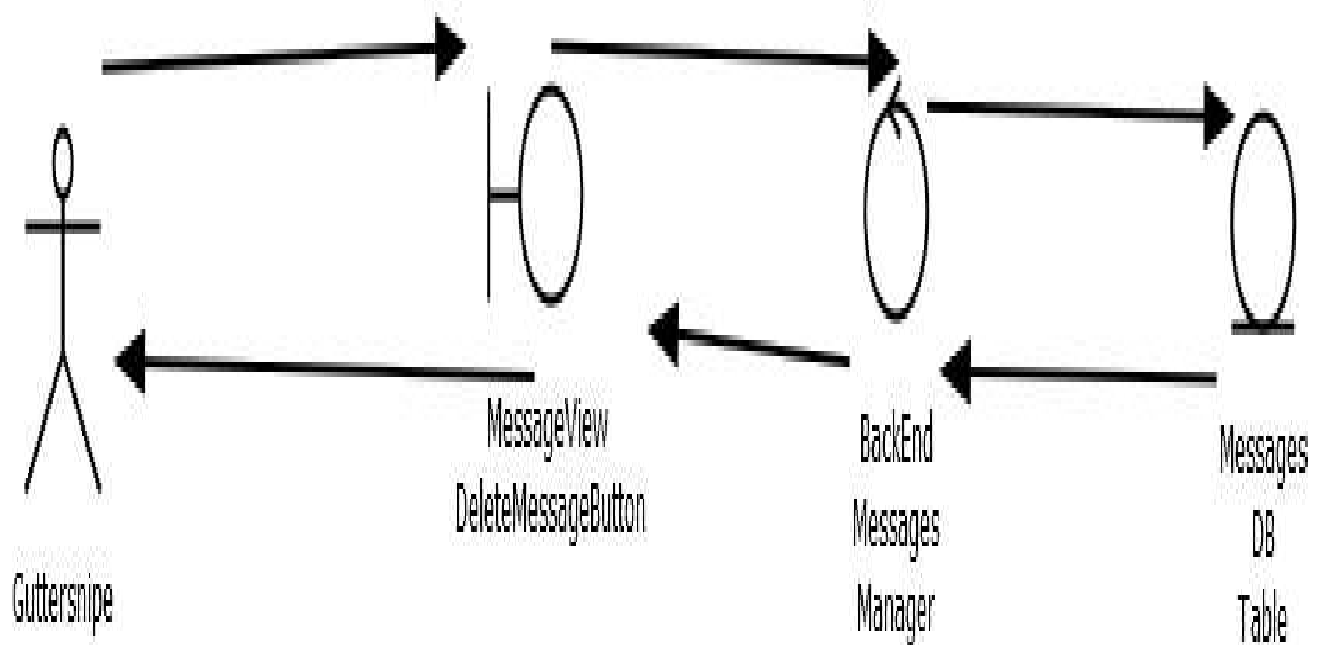 Guttersnipe
MessageView
DeleteMessageButton
BackEnd
Messages
Manager
Messages
DB
Table